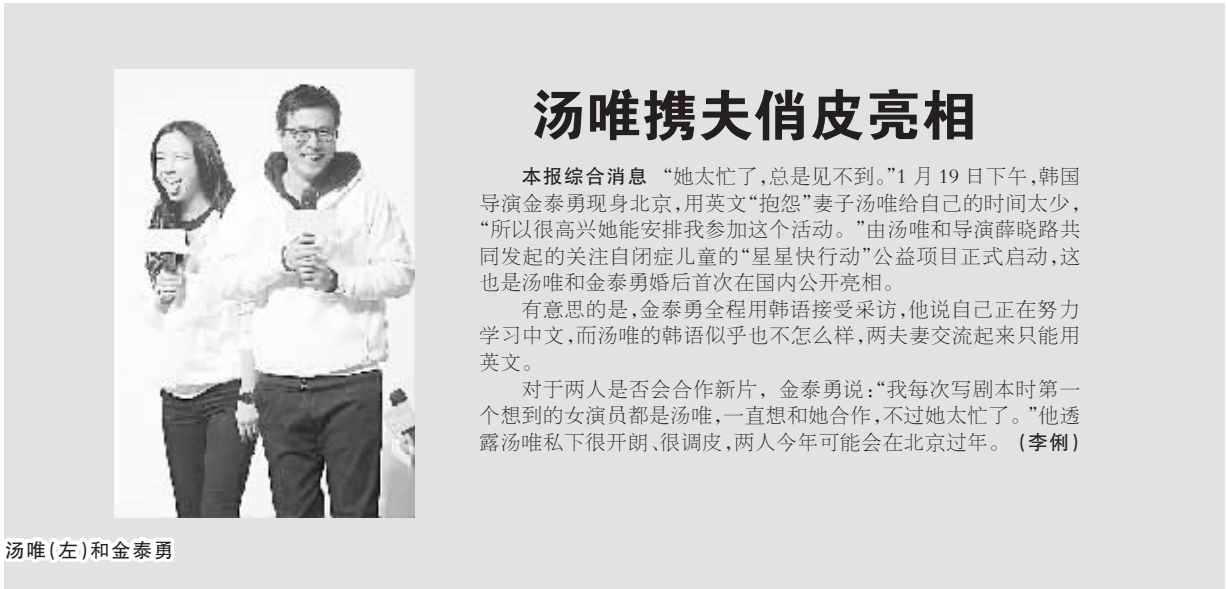 汤唯携夫俏皮亮相
本报综合消息 “她太忙了,总是见不到。”1 月 19 日下午,韩国
导演金泰勇现身北京,用英文“抱怨”妻子汤唯给自己的时间太少,
“所以很高兴她能安排我参加这个活动。”由汤唯和导演薛晓路共
同发起的关注自闭症儿童的“星星快行动”公益项目正式启动,这
也是汤唯和金泰勇婚后首次在国内公开亮相。
有意思的是,金泰勇全程用韩语接受采访,他说自己正在努力
学习中文,而汤唯的韩语似乎也不怎么样,两夫妻交流起来只能用
英文。
对于两人是否会合作新片, 金泰勇说:“我每次写剧本时第一
个想到的女演员都是汤唯,一直想和她合作,不过她太忙了。”他透
露汤唯私下很开朗、很调皮,两人今年可能会在北京过年。 (李俐)
汤唯(左)和金泰勇